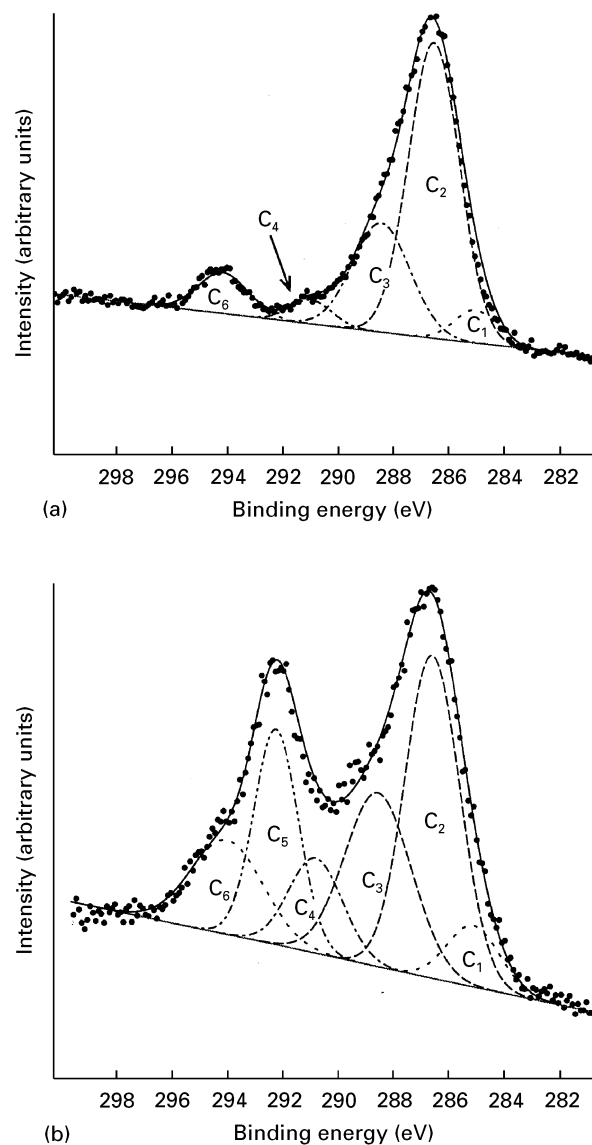 Intensity (arbitrary units)
C₄
C₂
C₃
C₆
C₁
298 296 294 292 290 288 286 284 282
(a) Binding energy (eV)
Intensity (arbitrary units)
C₅
C₂
C₆
C₃
C₄
C₁
298 296 294 292 290 288 286 284 282
(b) Binding energy (eV)